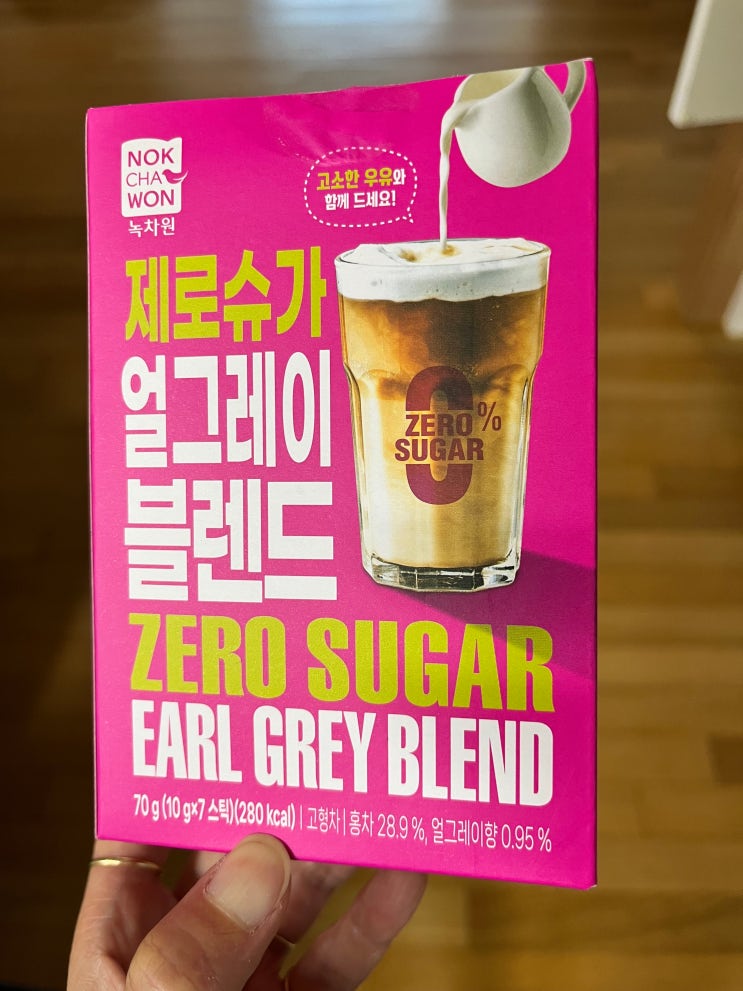 NOK
CHA
WON
녹차원
고소한 우유와
함께 드세요!
제로슈가
얼그레이
블렌드
0%
ZERO
SUGAR
ZERO SUGAR
EARL GREY BLEND
70 g (10 g×7 스틱)(280 kcal) | 고형차 | 홍차 28.9 %, 얼그레이향 0.95 %